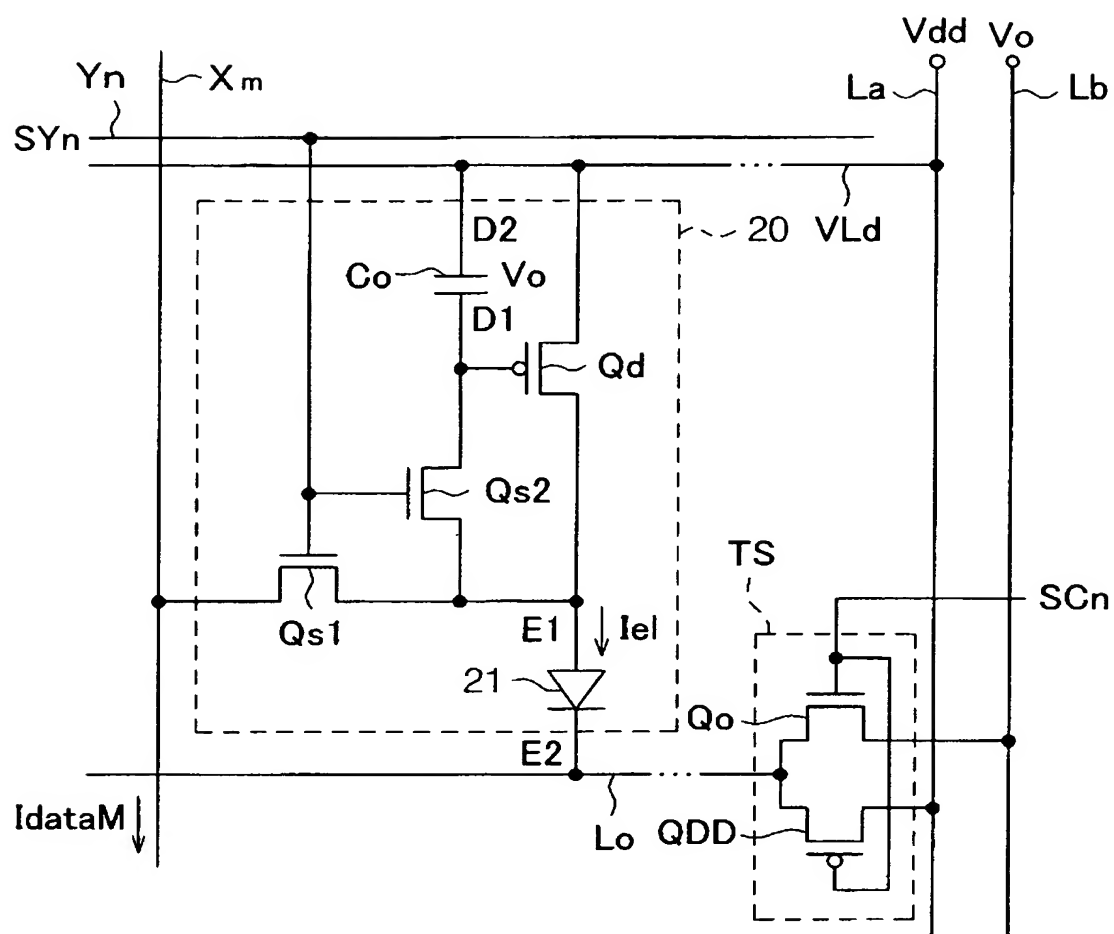 Vdd Vo
Yn Xm La Lb
SYn
D2 20 VLd
Co Vo
D1
Qd
Qs2
TS
SCn
Qs1 E1 Iel
21
Qo
E2
IdataM Lo QDD